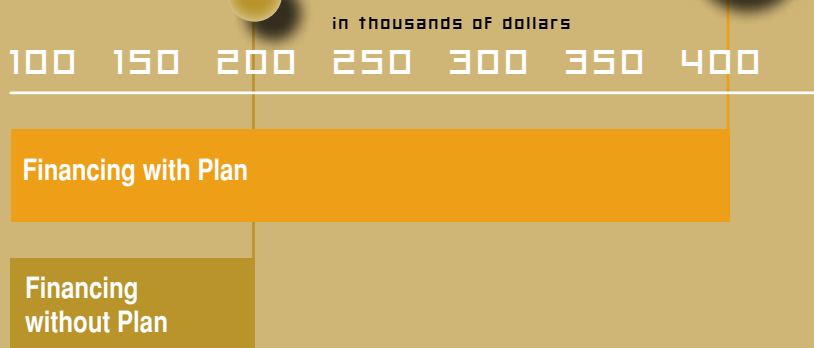 in thousands of dollars
100 150 200 250 300 350 400
Financing with Plan
Financing
without Plan